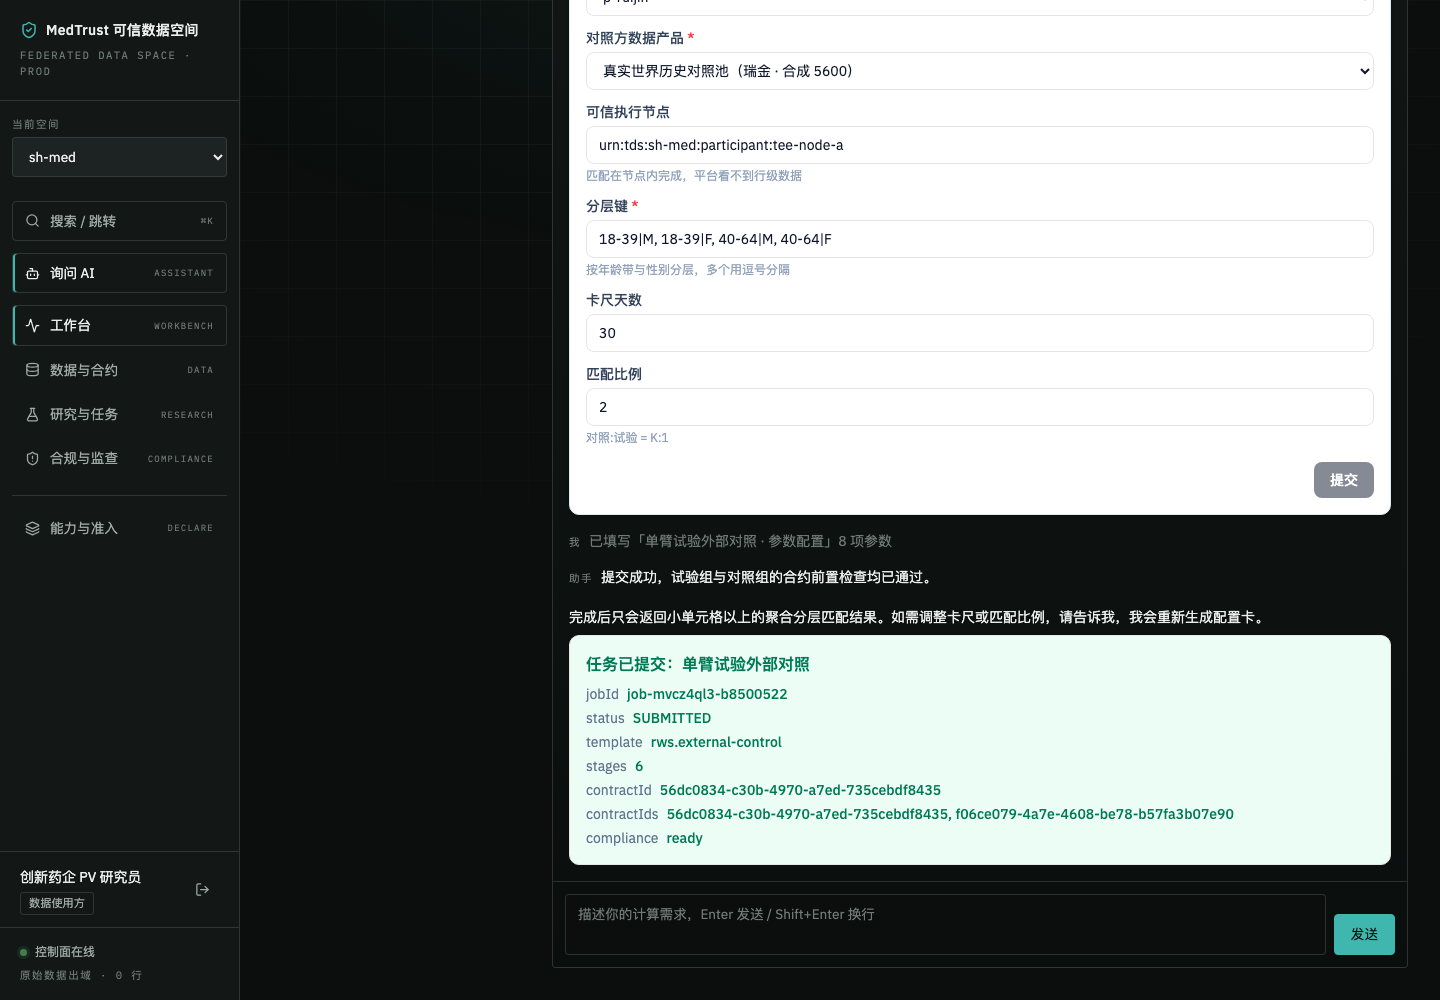 MedTrust 可信数据空间
FEDERATED DATA SPACE ·
PROD
当前空间
sh-med
搜索 / 跳转 ⌘K
询问 AI ASSISTANT
工作台 WORKBENCH
数据与合约 DATA
研究与任务 RESEARCH
合规与监查 COMPLIANCE
能力与准入 DECLARE
创新药企 PV 研究员
数据使用方
控制面在线
原始数据出域 · 0 行
对照方数据产品 *
真实世界历史对照池（瑞金 · 合成 5600）
可信执行节点
urn:tds:sh-med:participant:tee-node-a
匹配在节点内完成，平台看不到行级数据
分层键 *
18-39|M, 18-39|F, 40-64|M, 40-64|F
按年龄带与性别分层，多个用逗号分隔
卡尺天数
30
匹配比例
2
对照:试验 = K:1
提交
我 已填写「单臂试验外部对照 · 参数配置」8 项参数
助手 提交成功，试验组与对照组的合约前置检查均已通过。
完成后只会返回小单元格以上的聚合分层匹配结果。如需调整卡尺或匹配比例，请告诉我，我会重新生成配置卡。
任务已提交：单臂试验外部对照
jobId job-mvcz4ql3-b8500522
status SUBMITTED
template rws.external-control
stages 6
contractId 56dc0834-c30b-4970-a7ed-735cebdf8435
contractIds 56dc0834-c30b-4970-a7ed-735cebdf8435, f06ce079-4a7e-4608-be78-b57fa3b07e90
compliance ready
描述你的计算需求，Enter 发送 / Shift+Enter 换行
发送